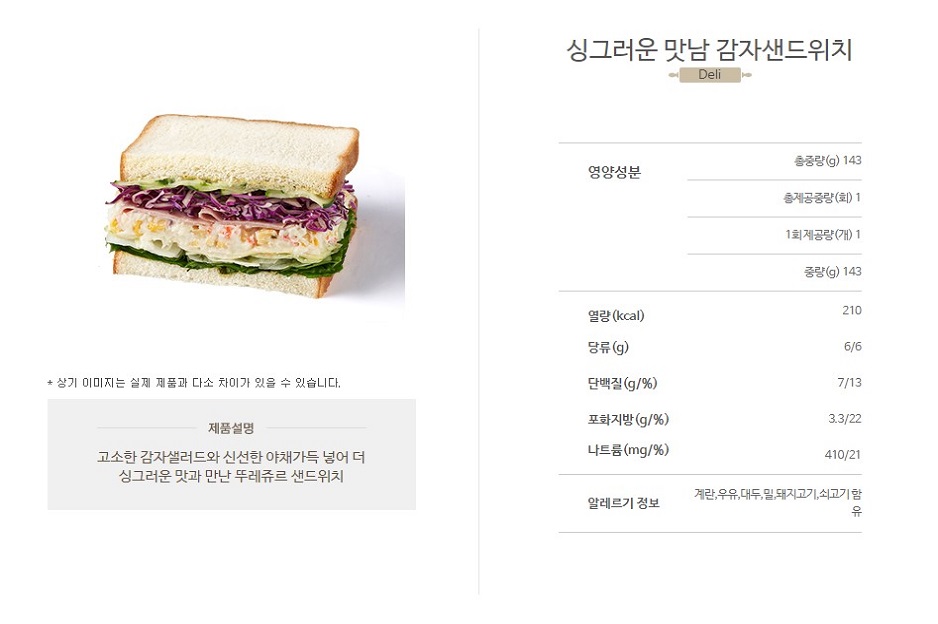 싱그러운 맛남 감자샌드위치
Deli
영양성분
총중량(g) 143
총제공중량(회) 1
1회 제공량(개) 1
중량(g) 143
열량(kcal) 210
당류(g) 6/6
단백질(g/%) 7/13
포화지방(g/%) 3.3/22
나트륨(mg/%) 410/21
알레르기 정보
계란,우유,대두,밀,돼지고기,쇠고기 함
유
* 상기 이미지는 실제 제품과 다소 차이가 있을 수 있습니다.
제품설명
고소한 감자샐러드와 신선한 야채가득 넣어 더
싱그러운 맛과 만난 뚜레쥬르 샌드위치